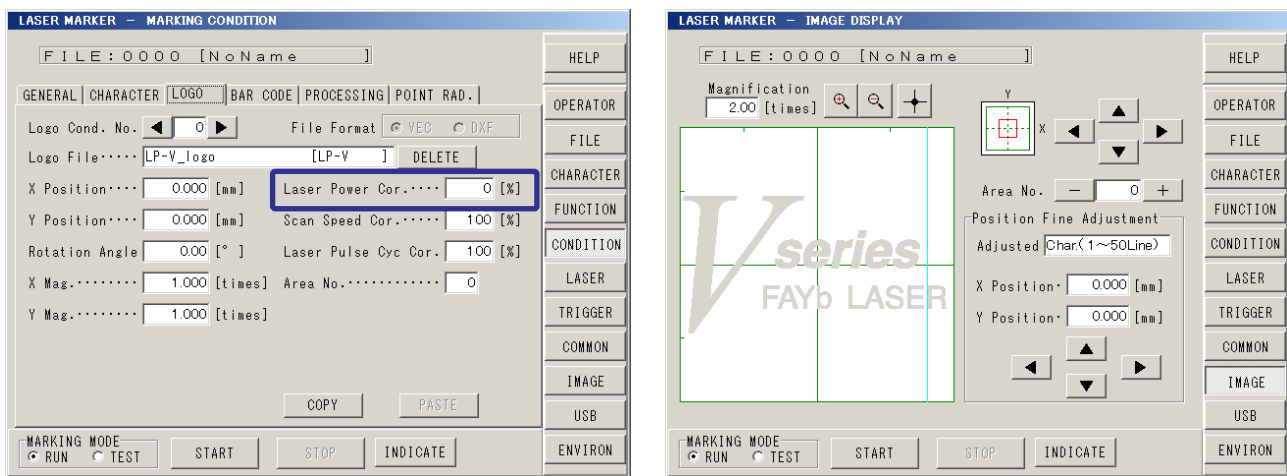 LASER MARKER － MARKING CONDITION
FILE:0000 [NoName ]
HELP
GENERAL CHARACTER LOGO BAR CODE PROCESSING POINT RAD.
OPERATOR
Logo Cond. No. 0 File Format VEC DXF
FILE
Logo File····· LP-V_logo [LP-V ] DELETE
CHARACTER
X Position···· 0.000 [mm] Laser Power Cor.···· 0 [%]
FUNCTION
Y Position···· 0.000 [mm] Scan Speed Cor.····· 100 [%]
CONDITION
Rotation Angle 0.00 [° ] Laser Pulse Cyc Cor. 100 [%]
LASER
X Mag.········ 1.000 [times] Area No.············ 0
TRIGGER
Y Mag.········ 1.000 [times]
COMMON
IMAGE
COPY PASTE
USB
MARKING MODE
RUN TEST START STOP INDICATE
ENVIRON
LASER MARKER － IMAGE DISPLAY
FILE:0000 [NoName ]
HELP
Magnification
2.00 [times]
Y
X
OPERATOR
FILE
CHARACTER
Area No. － 0 ＋
FUNCTION
Position Fine Adjustment
Adjusted Char.(1～50Line)
CONDITION
V series
FAYb LASER
LASER
X Position· 0.000 [mm]
TRIGGER
Y Position· 0.000 [mm]
COMMON
IMAGE
USB
MARKING MODE
RUN TEST START STOP INDICATE
ENVIRON